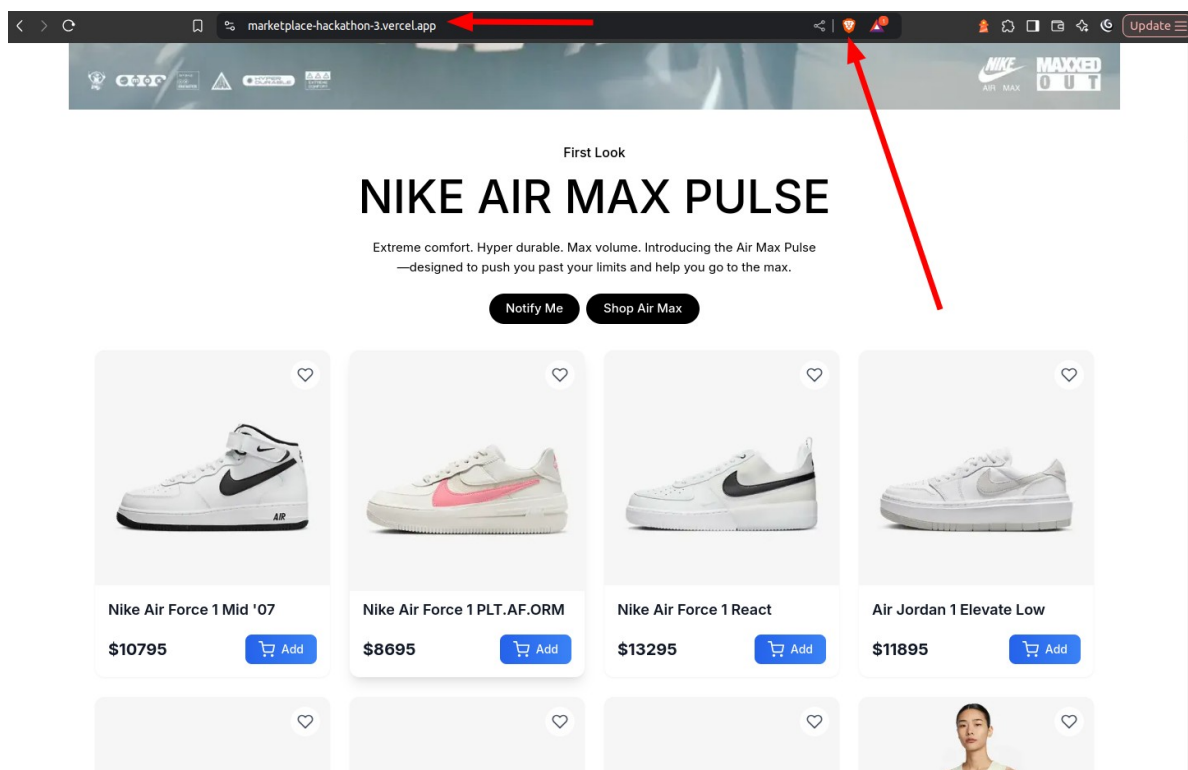 marketplace-hackathon-3.vercel.app
Update
NIKE
AIR MAX
MAXXED
OUT
First Look
NIKE AIR MAX PULSE
Extreme comfort. Hyper durable. Max volume. Introducing the Air Max Pulse
—designed to push you past your limits and help you go to the max.
Notify Me Shop Air Max
AIR
Nike Air Force 1 Mid '07 Nike Air Force 1 PLT.AF.ORM Nike Air Force 1 React Air Jordan 1 Elevate Low
$10795 Add $8695 Add $13295 Add $11895 Add